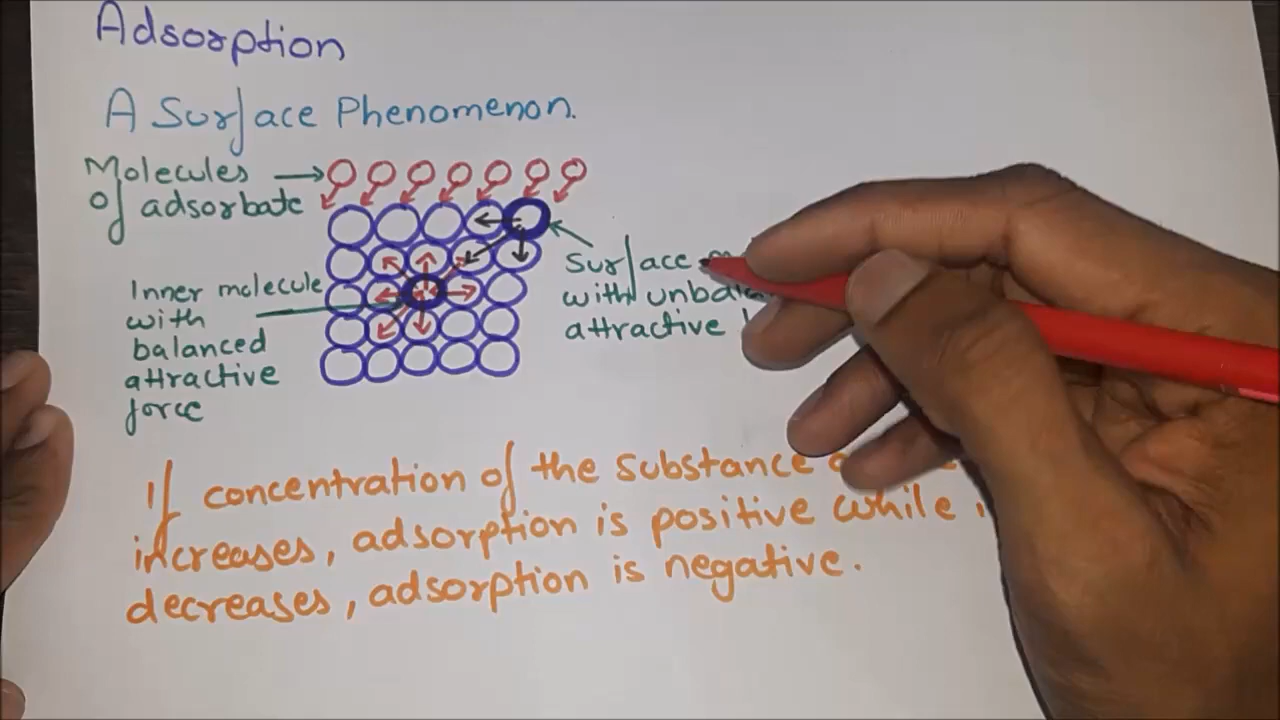 Adsorption
A Surface Phenomenon.
Molecules
of adsorbate
Inner molecule
with
balanced
attractive
force
Surface
with
attractive
If concentration of the substance
increases, adsorption is positive while
decreases, adsorption is negative.